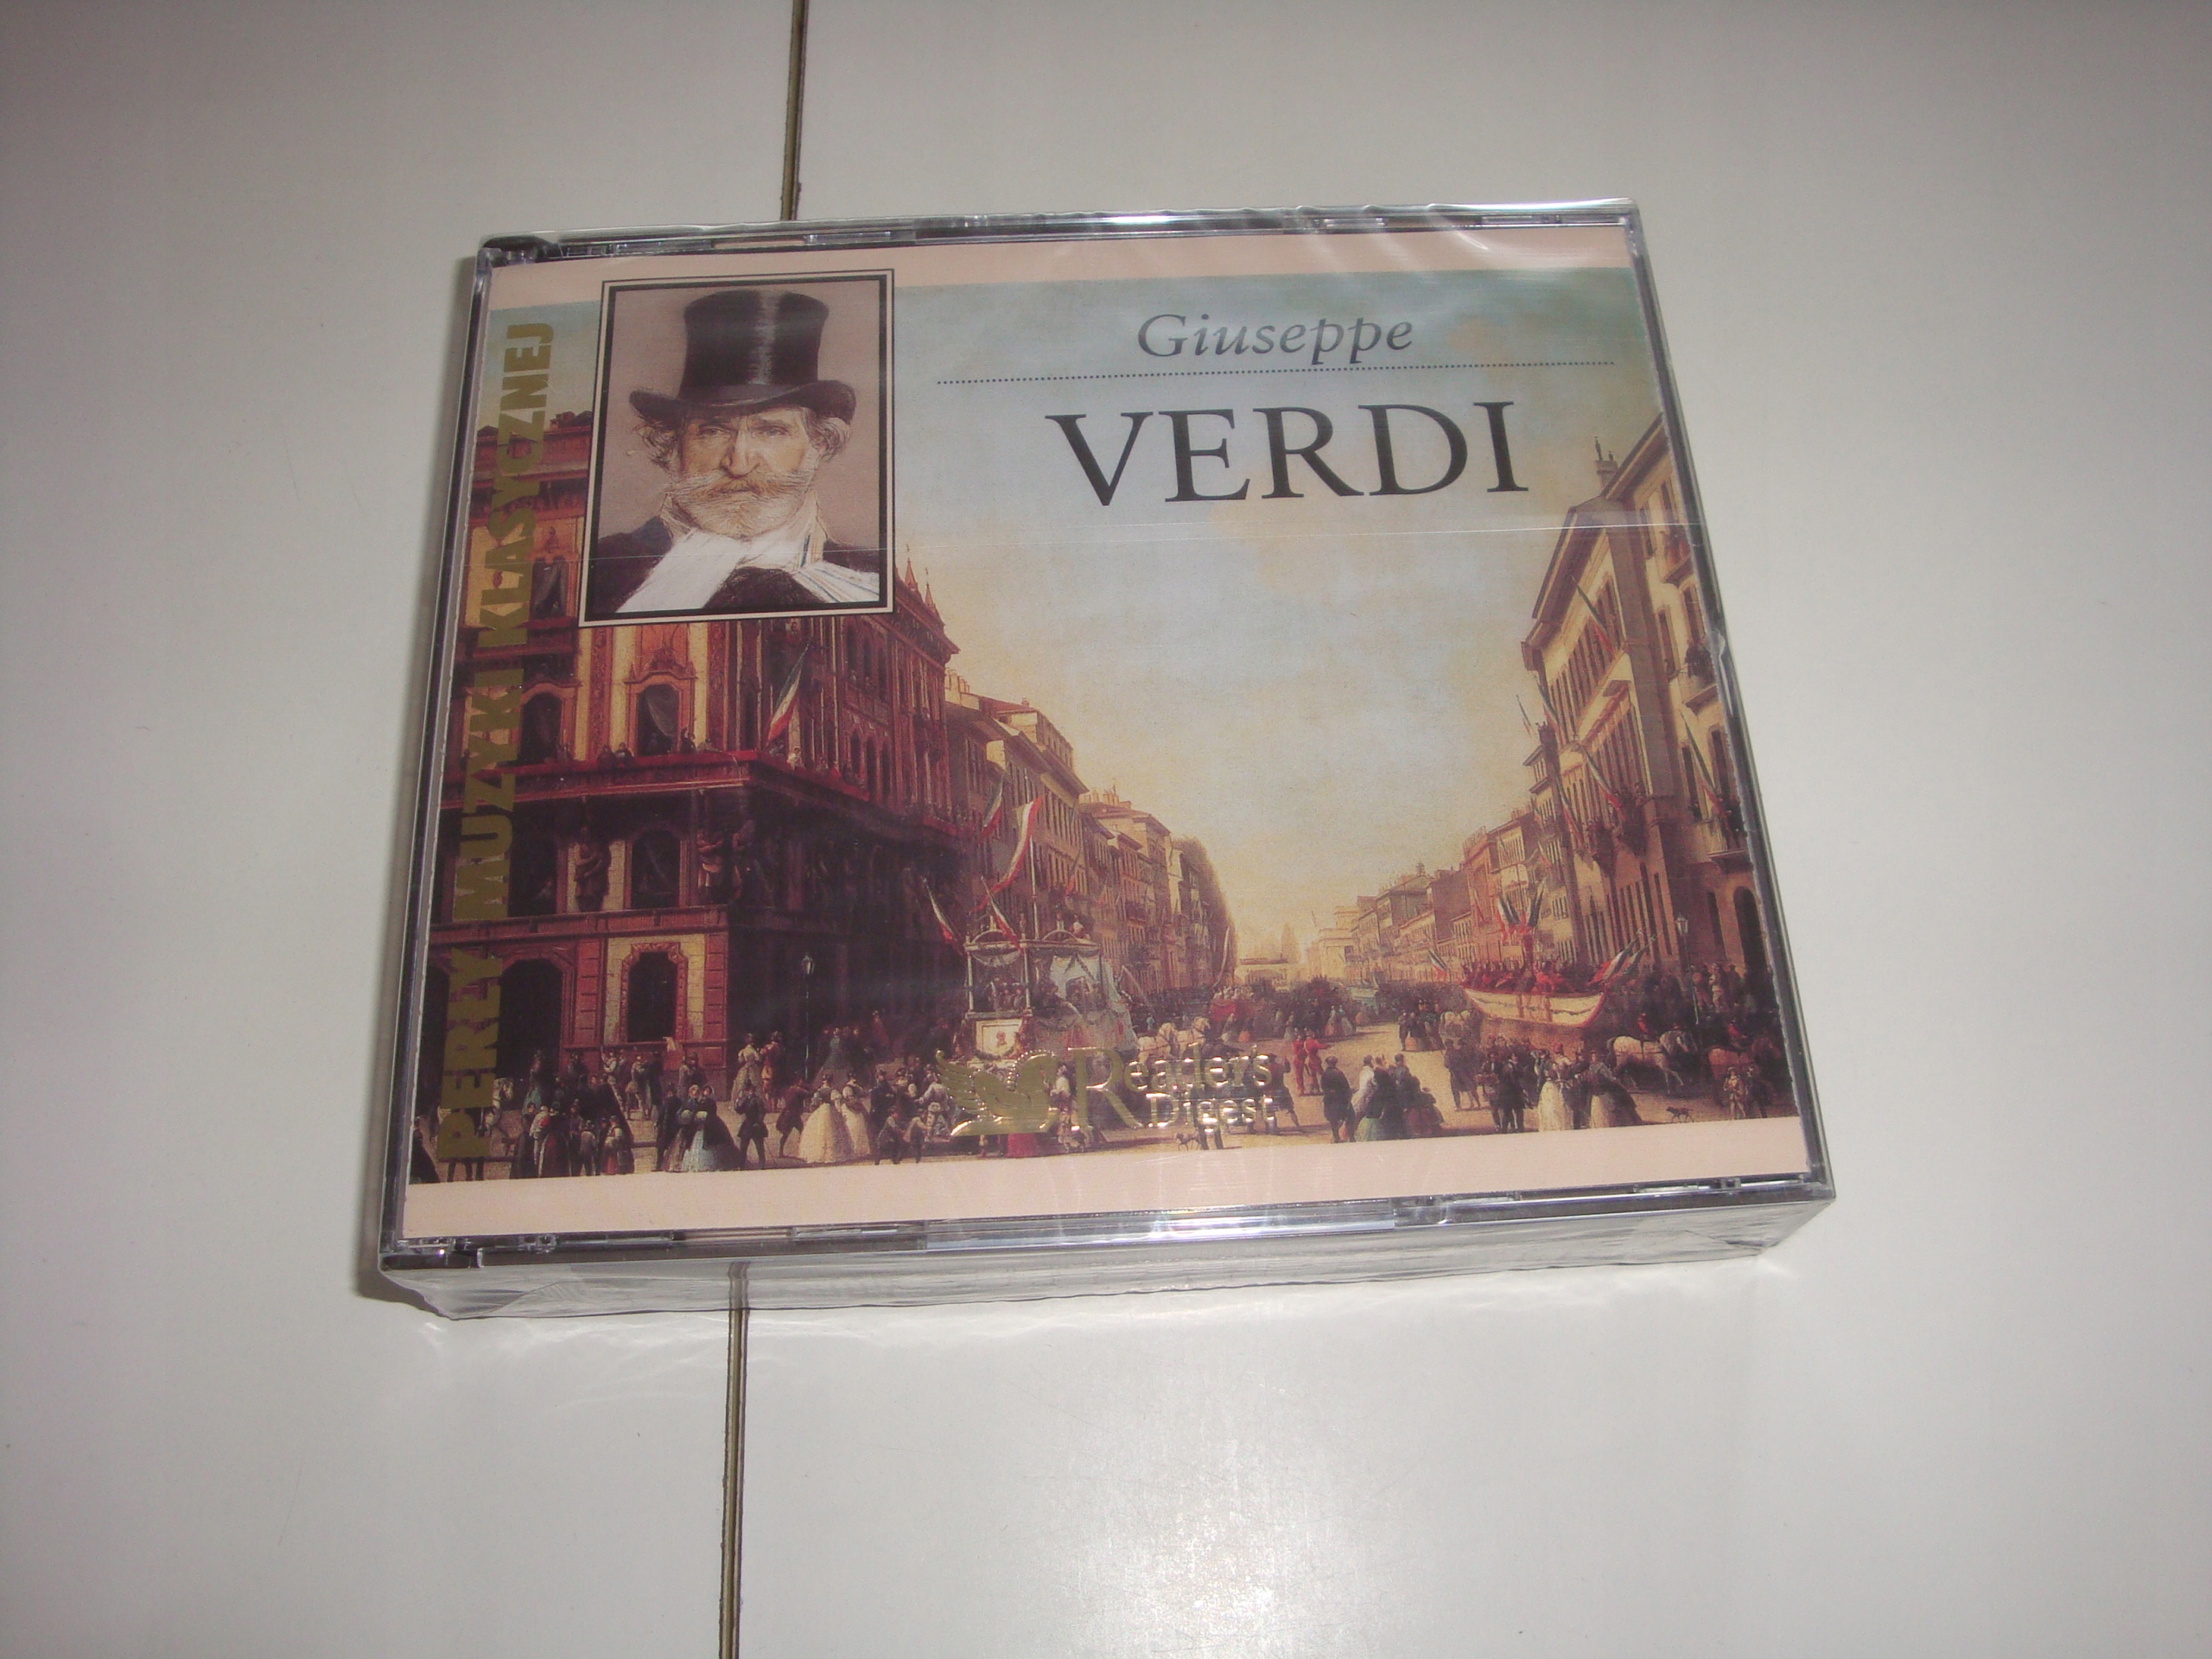 PERŁY MUZYKI KLASYCZNEJ
Giuseppe
VERDI
Reader's
Digest